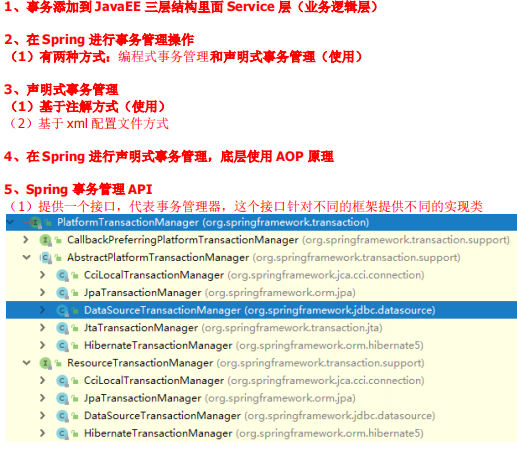 1、事务添加到 JavaEE 三层结构里面 Service 层（业务逻辑层）
2、在 Spring 进行事务管理操作
（1）有两种方式：编程式事务管理和声明式事务管理（使用）
3、声明式事务管理
（1）基于注解方式（使用）
（2）基于 xml 配置文件方式
4、在 Spring 进行声明式事务管理，底层使用 AOP 原理
5、Spring 事务管理 API
（1）提供一个接口，代表事务管理器，这个接口针对不同的框架提供不同的实现类
PlatformTransactionManager (org.springframework.transaction)
CallbackPreferringPlatformTransactionManager (org.springframework.transaction.support)
AbstractPlatformTransactionManager (org.springframework.transaction.support)
CciLocalTransactionManager (org.springframework.jca.cci.connection)
JpaTransactionManager (org.springframework.orm.jpa)
DataSourceTransactionManager (org.springframework.jdbc.datasource)
JtaTransactionManager (org.springframework.transaction.jta)
HibernateTransactionManager (org.springframework.orm.hibernate5)
ResourceTransactionManager (org.springframework.transaction.support)
CciLocalTransactionManager (org.springframework.jca.cci.connection)
JpaTransactionManager (org.springframework.orm.jpa)
DataSourceTransactionManager (org.springframework.jdbc.datasource)
HibernateTransactionManager (org.springframework.orm.hibernate5)